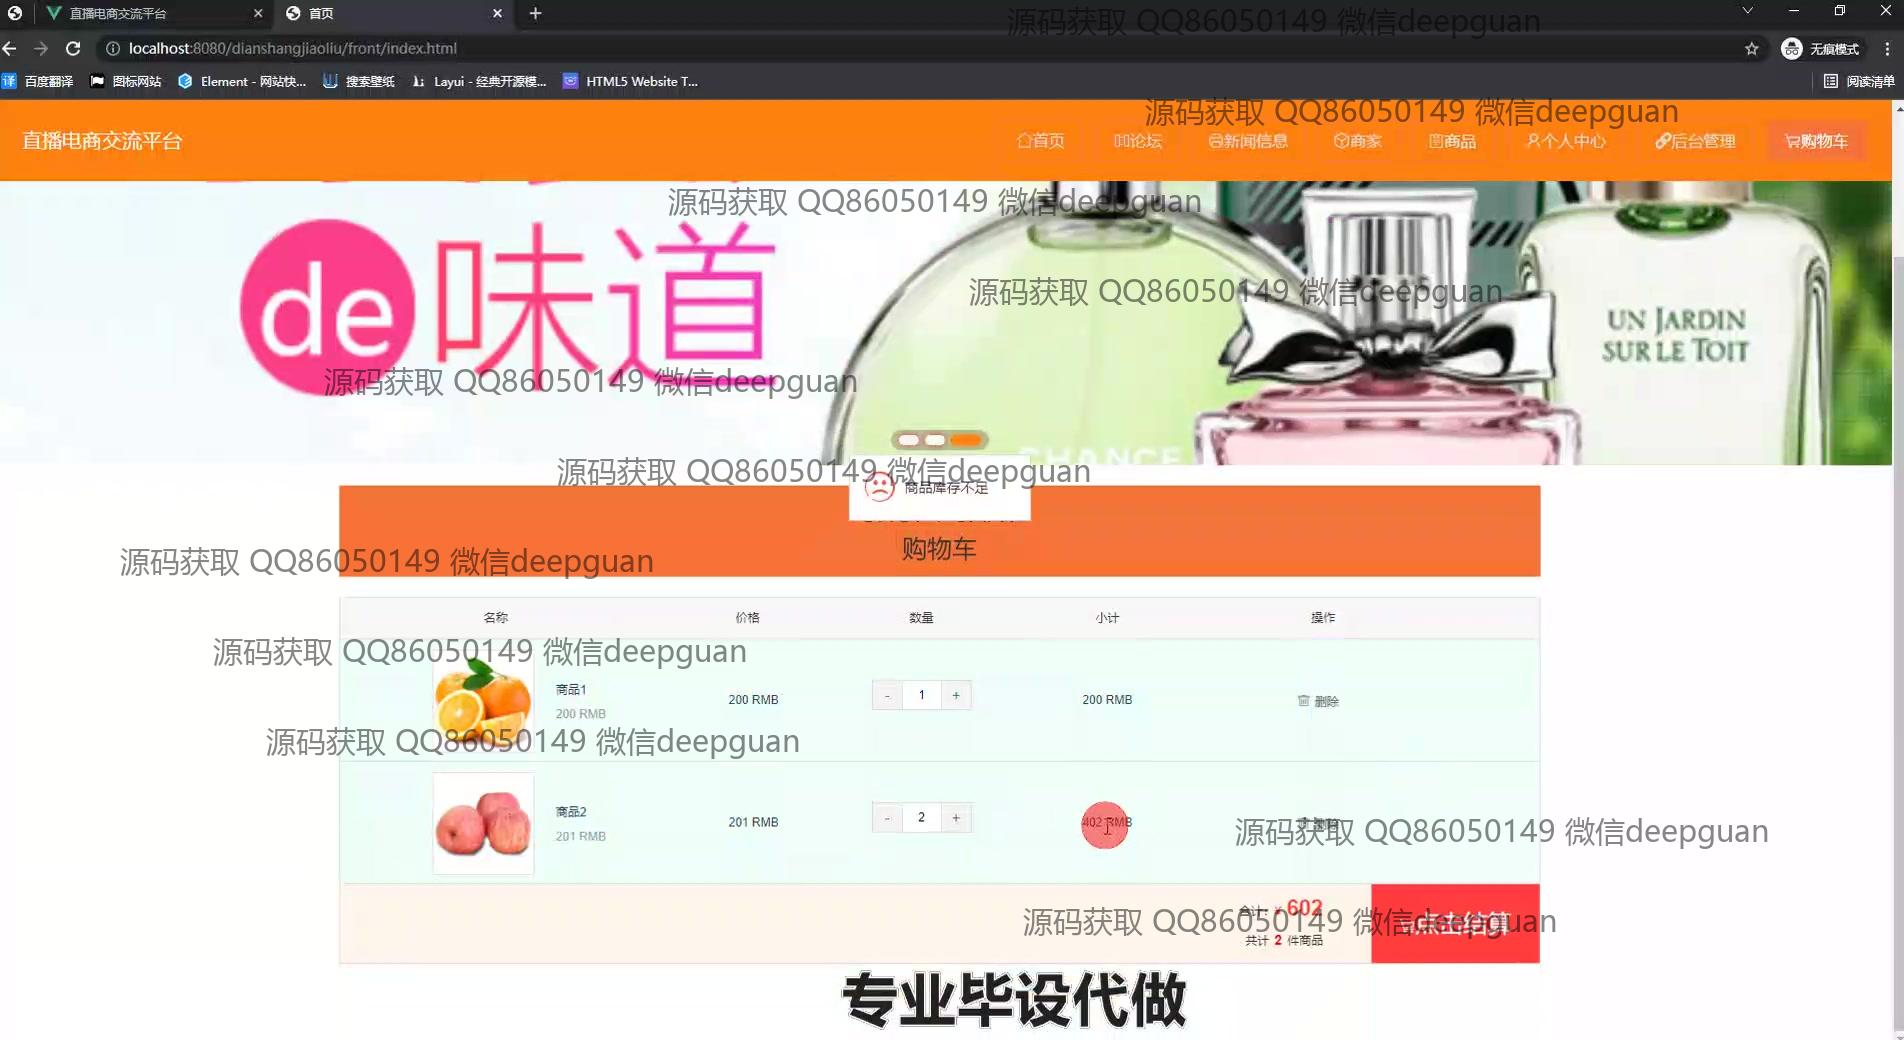 直播电商交流平台
首页
源码获取 QQ86050149 微信deepguan
localhost:8080/dianshangjiaoliu/front/index.html
无痕模式
百度翻译
图标网站
Element - 网站快...
搜索壁纸
Layui - 经典开源模...
HTML5 Website T...
阅读清单
源码获取 QQ86050149 微信deepguan
直播电商交流平台
首页
论坛
新闻信息
商家
商品
个人中心
后台管理
购物车
源码获取 QQ86050149 微信deepguan
de味道
UN JARDIN
SUR LE TOIT
源码获取 QQ86050149 微信deepguan
源码获取 QQ86050149 微信deepguan
CHANCE
源码获取 QQ86050149 微信deepguan
商品库存不足
购物车
源码获取 QQ86050149 微信deepguan
名称 价格 数量 小计 操作
源码获取 QQ86050149 微信deepguan
商品1
200 RMB
200 RMB
- 1 +
200 RMB
删除
源码获取 QQ86050149 微信deepguan
商品2
201 RMB
201 RMB
- 2 +
402 RMB
删除
源码获取 QQ86050149 微信deepguan
合计: ¥ 602
共计 2 件商品
点击结算
源码获取 QQ86050149 微信deepguan
专业毕设代做